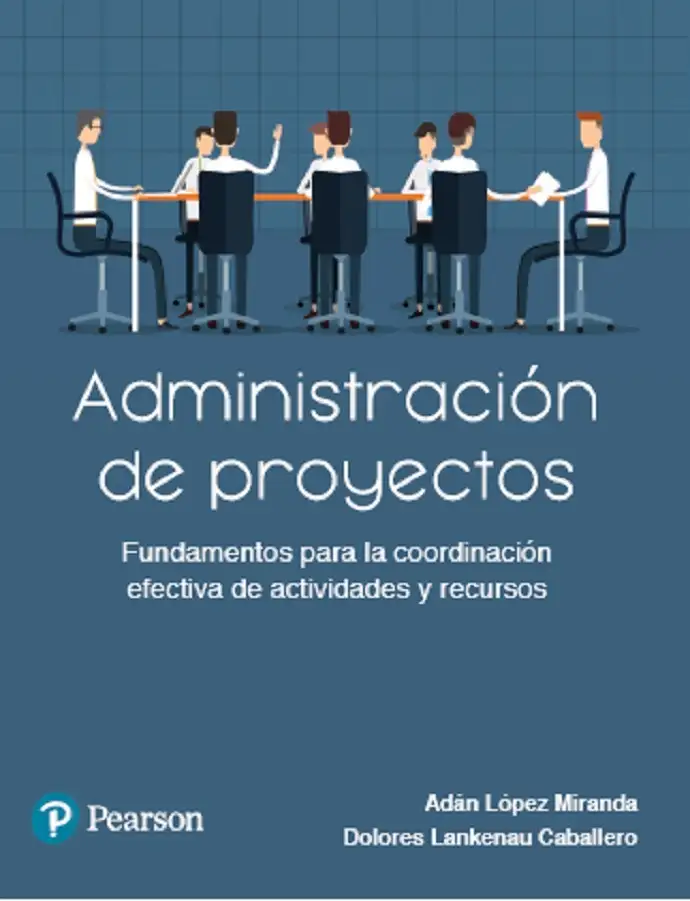 Administración
de proyectos
Fundamentos para la coordinación
efectiva de actividades y recursos
Pearson
Adán López Miranda
Dolores Lankenau Caballero